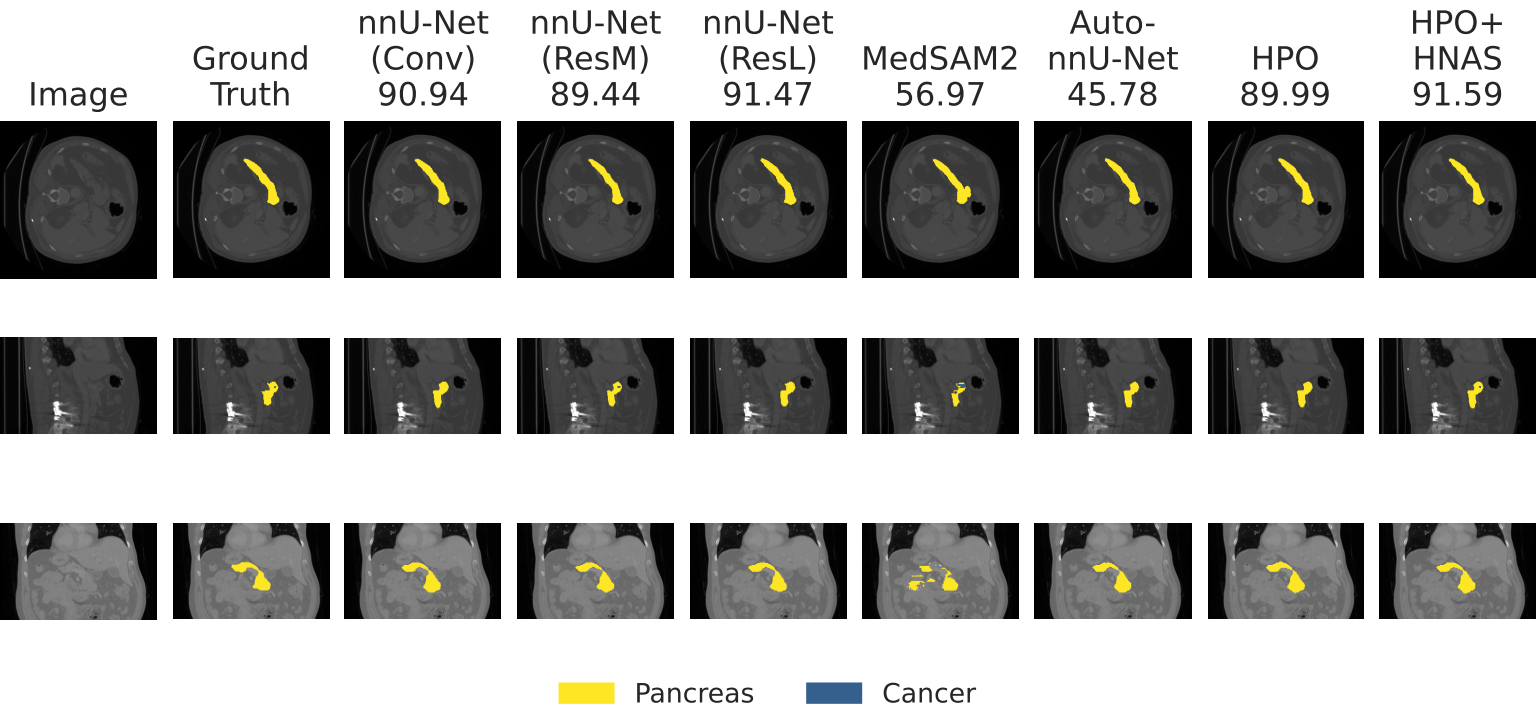 Image
Ground
Truth
nnU-Net
(Conv)
90.94
nnU-Net
(ResM)
89.44
nnU-Net
(ResL)
91.47
MedSAM2
56.97
Auto-
nnU-Net
45.78
HPO
89.99
HPO+
HNAS
91.59
Pancreas
Cancer